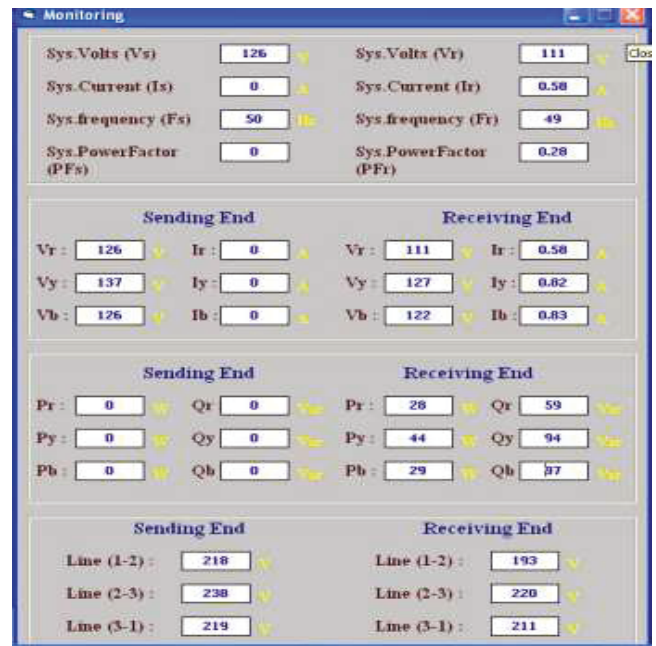 Monitoring
Clos
Sys.Volts (Vs) 126 V Sys.Volts (Vr) 111 V
Sys.Current (Is) 0 A Sys.Current (Ir) 0.58 A
Sys.frequency (Fs) 50 Hz Sys.frequency (Fr) 49 Hz
Sys.PowerFactor 0 Sys.PowerFactor 0.28
(PFs) (PFr)
Sending End Receiving End
Vr : 126 V Ir : 0 A Vr : 111 V Ir : 0.58 A
Vy : 137 V Iy : 0 A Vy : 127 V Iy : 0.82 A
Vb : 126 V Ib : 0 A Vb : 122 V Ib : 0.83 A
Sending End Receiving End
Pr : 0 W Qr 0 Var Pr : 28 W Qr 59 Var
Py : 0 W Qy 0 Var Py : 44 W Qy 94 Var
Pb : 0 W Qb 0 Var Pb : 29 W Qb 97 Var
Sending End Receiving End
Line (1-2) : 218 V Line (1-2) : 193 V
Line (2-3) : 238 V Line (2-3) : 220 V
Line (3-1) : 219 V Line (3-1) : 211 V